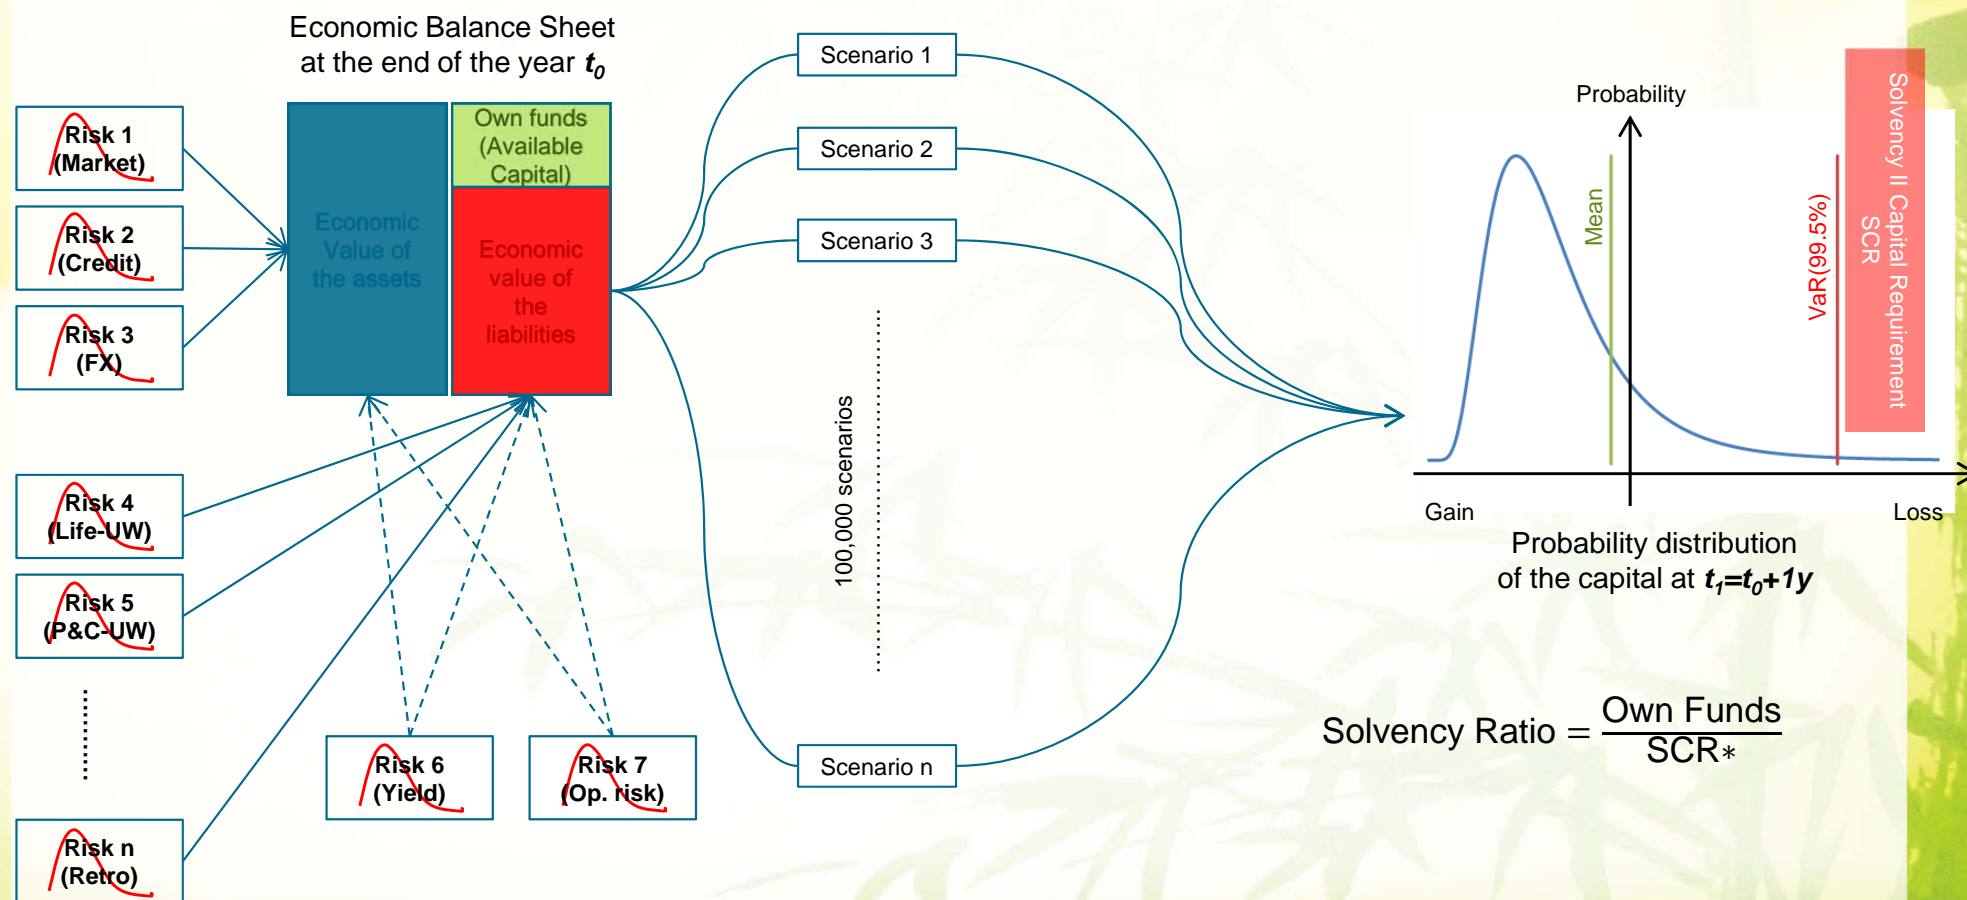 Economic Balance Sheet
at the end of the year t0
Risk 1
(Market)
Risk 2
(Credit)
Risk 3
(FX)
Risk 4
(Life-UW)
Risk 5
(P&C-UW)
Risk n
(Retro)
Risk 6
(Yield)
Risk 7
(Op. risk)
Economic
Value of
the assets
Own funds
(Available
Capital)
Economic
value of
the
liabilities
Scenario 1
Scenario 2
Scenario 3
100,000 scenarios
Scenario n
Probability
Mean
VaR(99.5%)
Solvency II Capital Requirement
SCR
Gain
Loss
Probability distribution
of the capital at t1=t0+1y
Solvency Ratio = Own Funds
SCR*